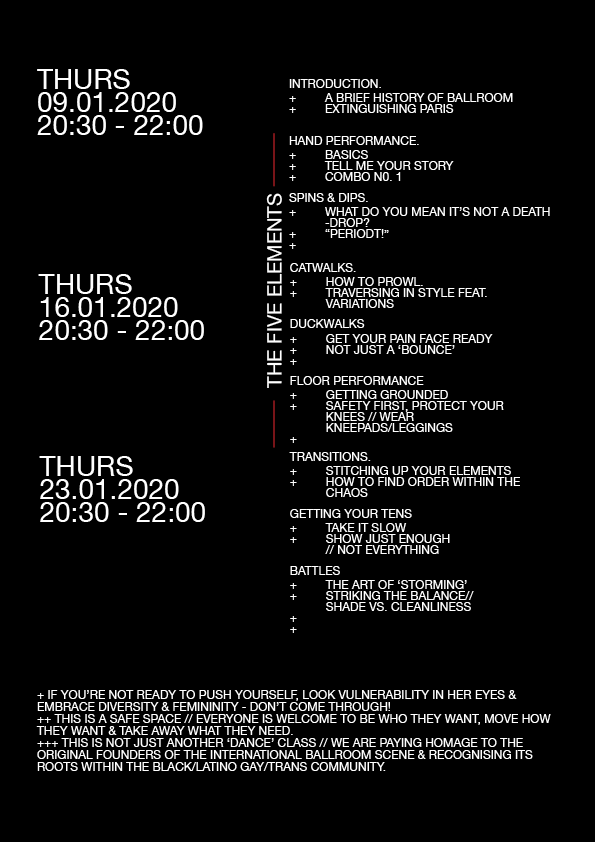 THURS
09.01.2020
20:30 - 22:00
INTRODUCTION.
+ A BRIEF HISTORY OF BALLROOM
+ EXTINGUISHING PARIS
HAND PERFORMANCE.
+ BASICS
+ TELL ME YOUR STORY
+ COMBO N0. 1
SPINS & DIPS.
+ WHAT DO YOU MEAN IT’S NOT A DEATH
-DROP?
+ “PERIODT!”
+
THE FIVE ELEMENTS
THURS
16.01.2020
20:30 - 22:00
CATWALKS.
+ HOW TO PROWL.
+ TRAVERSING IN STYLE FEAT.
VARIATIONS
DUCKWALKS
+ GET YOUR PAIN FACE READY
+ NOT JUST A ‘BOUNCE’
+
FLOOR PERFORMANCE
+ GETTING GROUNDED
+ SAFETY FIRST, PROTECT YOUR
KNEES // WEAR
KNEEPADS/LEGGINGS
+
THURS
23.01.2020
20:30 - 22:00
TRANSITIONS.
+ STITCHING UP YOUR ELEMENTS
+ HOW TO FIND ORDER WITHIN THE
CHAOS
GETTING YOUR TENS
+ TAKE IT SLOW
+ SHOW JUST ENOUGH
// NOT EVERYTHING
BATTLES
+ THE ART OF ‘STORMING’
+ STRIKING THE BALANCE//
SHADE VS. CLEANLINESS
+
+
+ IF YOU’RE NOT READY TO PUSH YOURSELF, LOOK VULNERABILITY IN HER EYES &
EMBRACE DIVERSITY & FEMININITY - DON’T COME THROUGH!
++ THIS IS A SAFE SPACE // EVERYONE IS WELCOME TO BE WHO THEY WANT, MOVE HOW
THEY WANT & TAKE AWAY WHAT THEY NEED.
+++ THIS IS NOT JUST ANOTHER ‘DANCE’ CLASS // WE ARE PAYING HOMAGE TO THE
ORIGINAL FOUNDERS OF THE INTERNATIONAL BALLROOM SCENE & RECOGNISING ITS
ROOTS WITHIN THE BLACK/LATINO GAY/TRANS COMMUNITY.